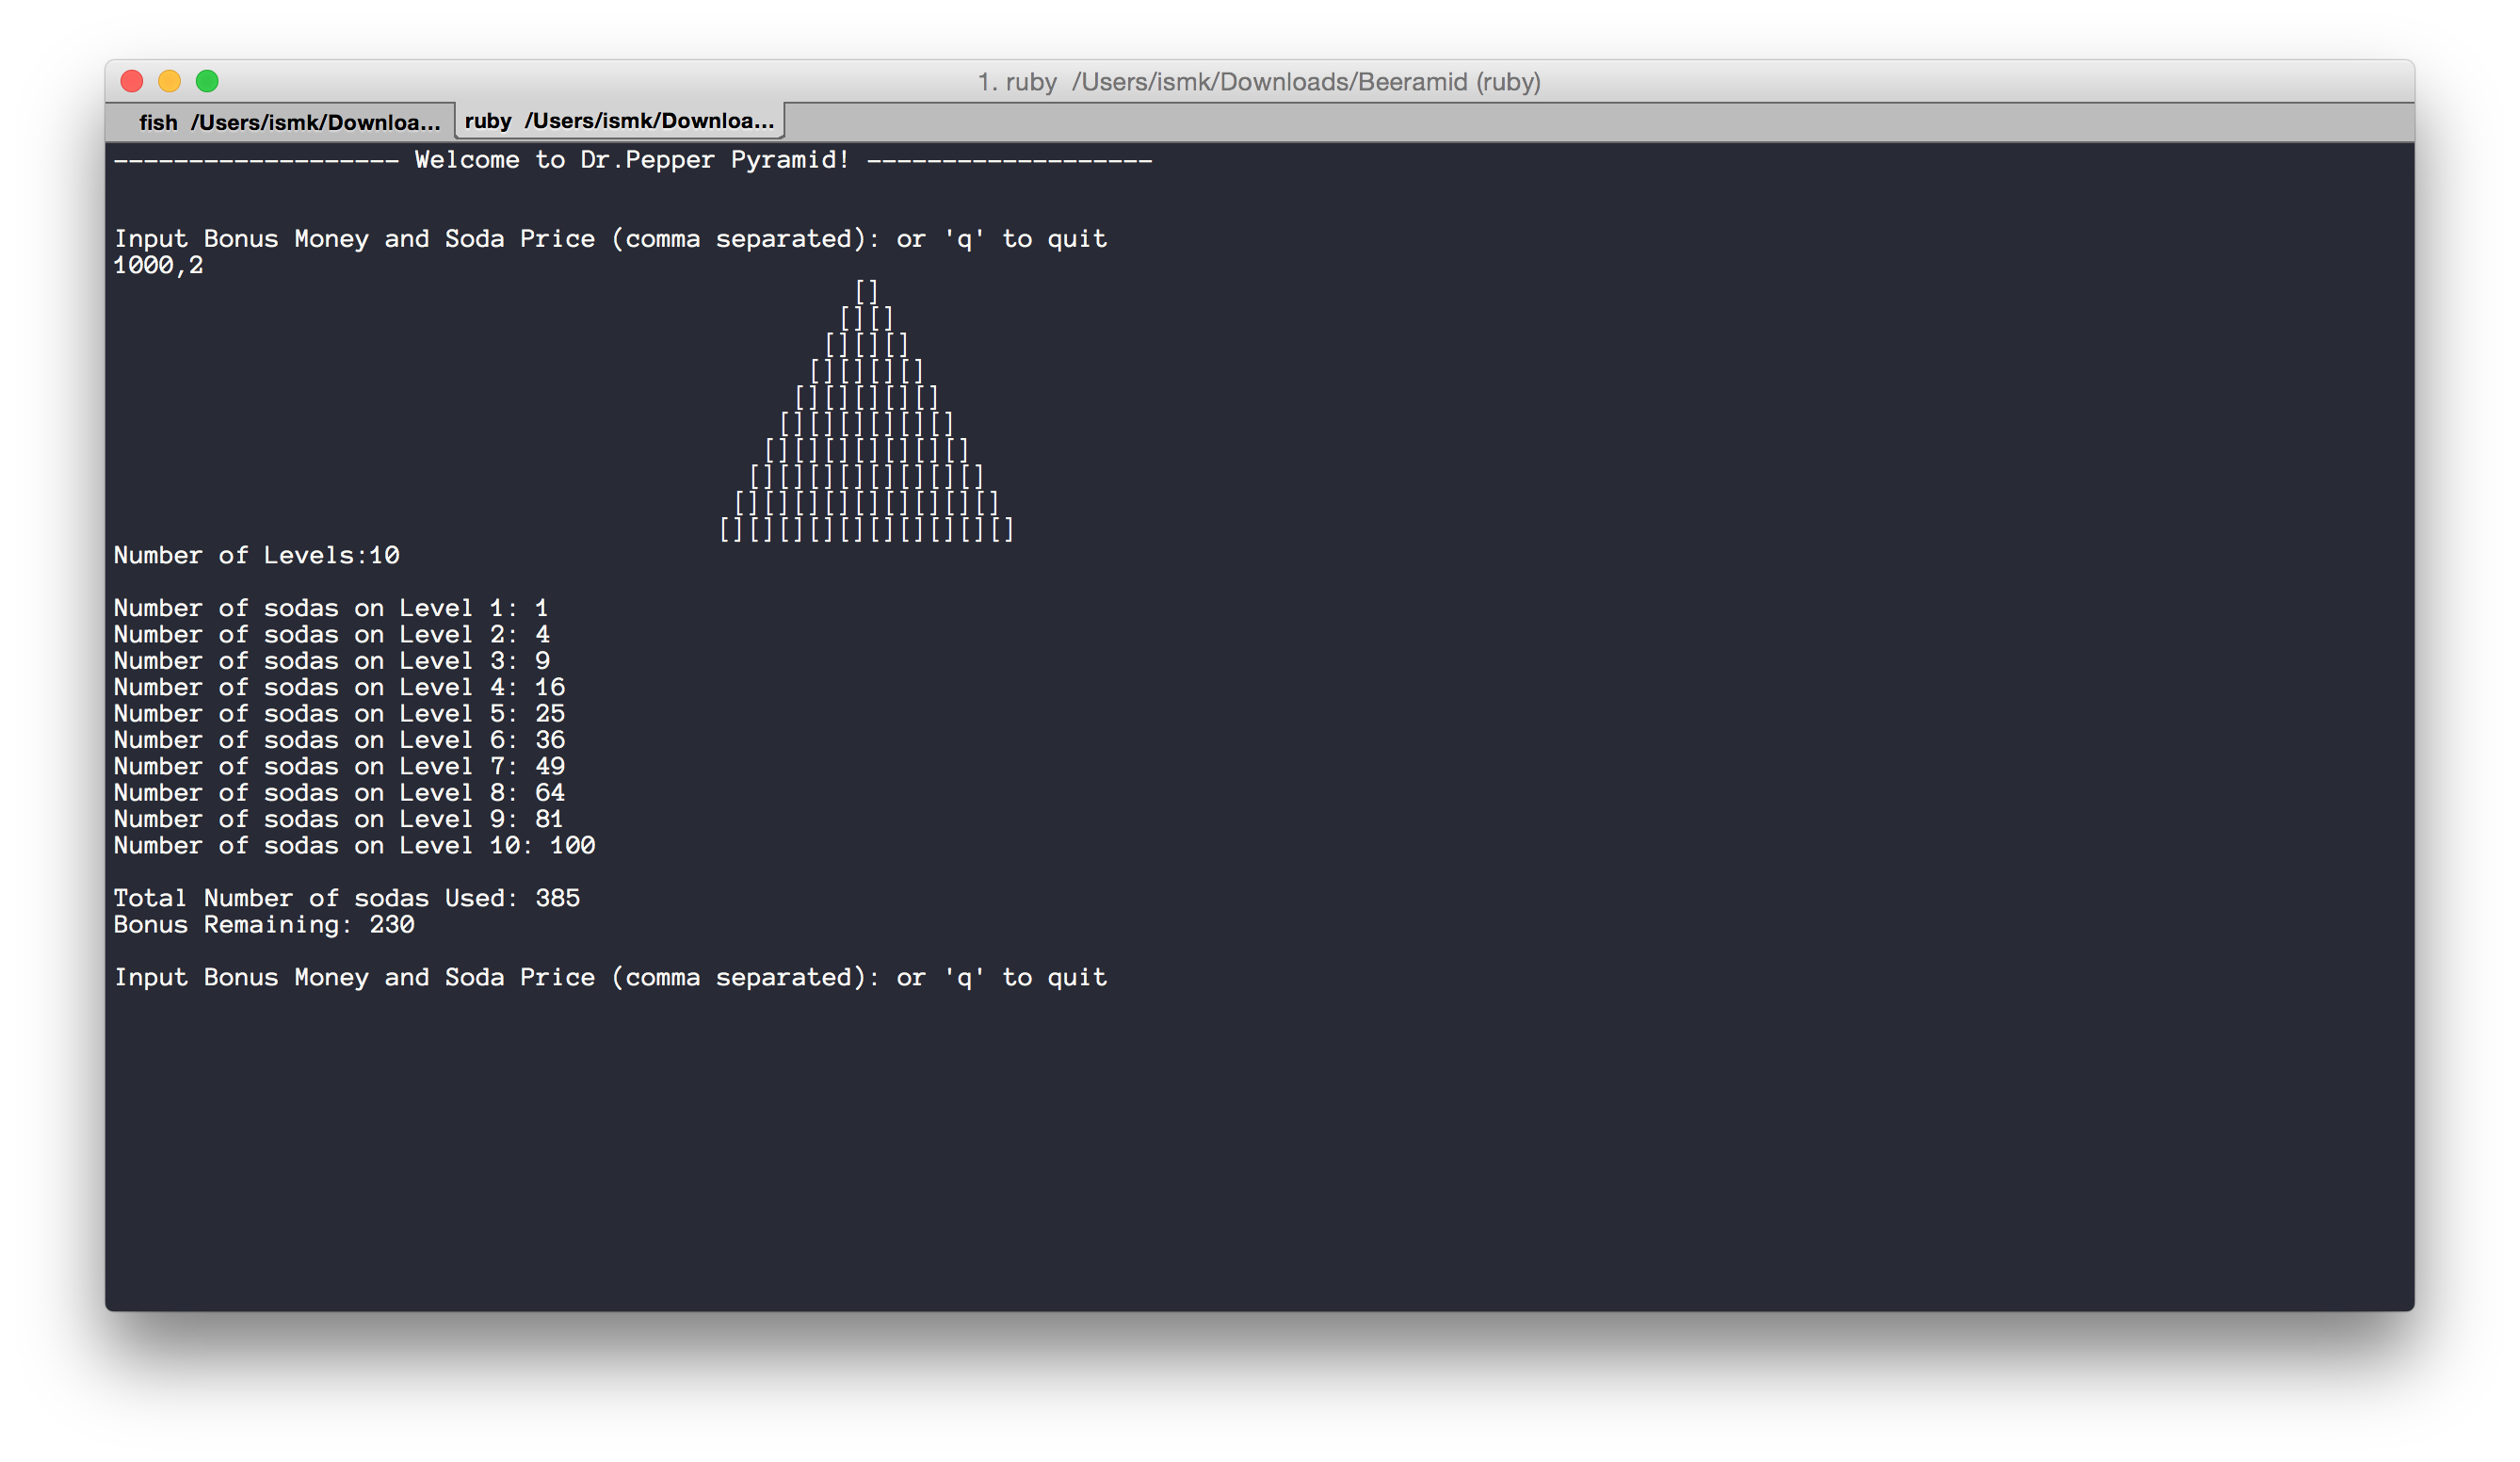 1. ruby  /Users/ismk/Downloads/Beeramid (ruby)
fish  /Users/ismk/Downloa...
ruby  /Users/ismk/Downloa...
------------------- Welcome to Dr.Pepper Pyramid! -------------------
Input Bonus Money and Soda Price (comma separated): or 'q' to quit
1000,2
[]
[][]
[][][]
[][][][]
[][][][][]
[][][][][][]
[][][][][][][]
[][][][][][][][]
[][][][][][][][][]
[][][][][][][][][][]
Number of Levels:10
Number of sodas on Level 1: 1
Number of sodas on Level 2: 4
Number of sodas on Level 3: 9
Number of sodas on Level 4: 16
Number of sodas on Level 5: 25
Number of sodas on Level 6: 36
Number of sodas on Level 7: 49
Number of sodas on Level 8: 64
Number of sodas on Level 9: 81
Number of sodas on Level 10: 100
Total Number of sodas Used: 385
Bonus Remaining: 230
Input Bonus Money and Soda Price (comma separated): or 'q' to quit